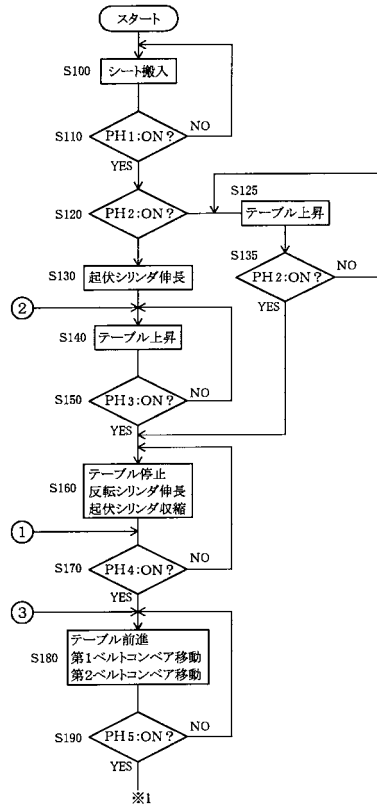 スタート
S100
シート搬入
S110
PH1:ON?
NO
YES
S120
PH2:ON?
S125
テーブル上昇
S135
PH2:ON?
NO
YES
S130
起伏シリンダ伸長
②
S140
テーブル上昇
S150
PH3:ON?
NO
YES
S160
テーブル停止
反転シリンダ伸長
起伏シリンダ収縮
①
S170
PH4:ON?
NO
YES
③
S180
テーブル前進
第1ベルトコンベア移動
第2ベルトコンベア移動
S190
PH5:ON?
NO
YES
※1